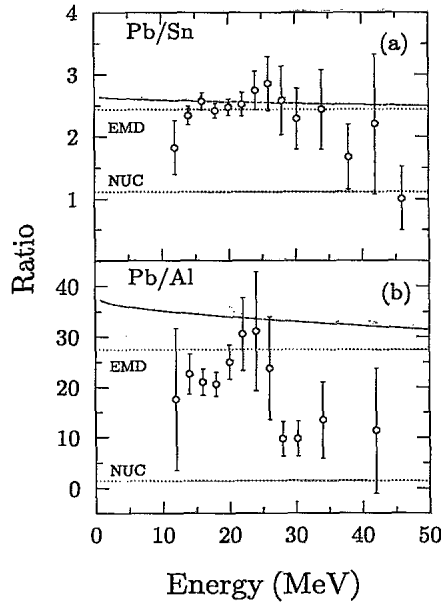 4
Pb/Sn
(a)
3
2
EMD
NUC
1
Ratio
Pb/Al
(b)
40
30
EMD
20
10
NUC
0
0 10 20 30 40 50
Energy (MeV)